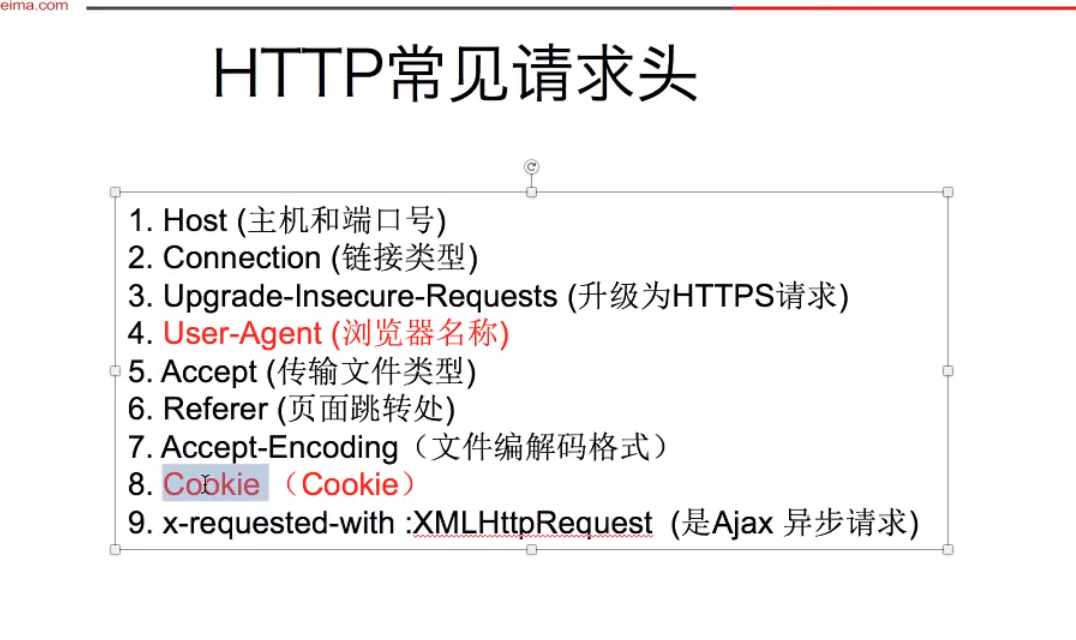 eima.com
HTTP常见请求头
1. Host (主机和端口号)
2. Connection (链接类型)
3. Upgrade-Insecure-Requests (升级为HTTPS请求)
4. User-Agent (浏览器名称)
5. Accept (传输文件类型)
6. Referer (页面跳转处)
7. Accept-Encoding（文件编解码格式）
8. Cookie （Cookie）
9. x-requested-with :XMLHttpRequest (是Ajax 异步请求)